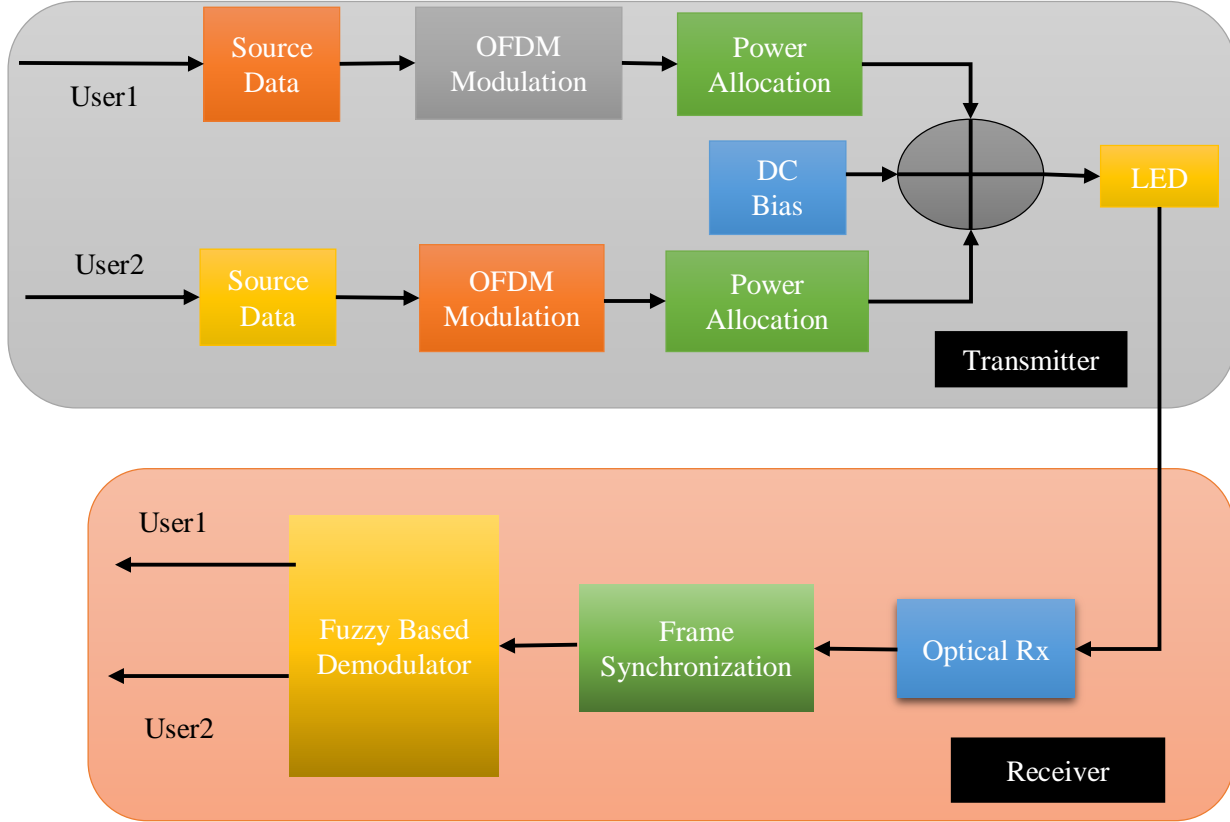 User1
Source
Data
OFDM
Modulation
Power
Allocation
DC
Bias
LED
User2
Source
Data
OFDM
Modulation
Power
Allocation
Transmitter
User1
Fuzzy Based
Demodulator
Frame
Synchronization
Optical Rx
User2
Receiver